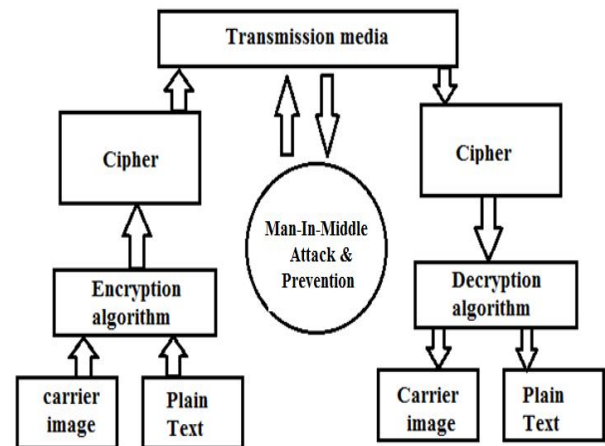 Transmission media
Cipher
Cipher
Man-In-Middle
Attack &
Prevention
Encryption
algorithm
Decryption
algorithm
carrier
image
Plain
Text
Carrier
image
Plain
Text